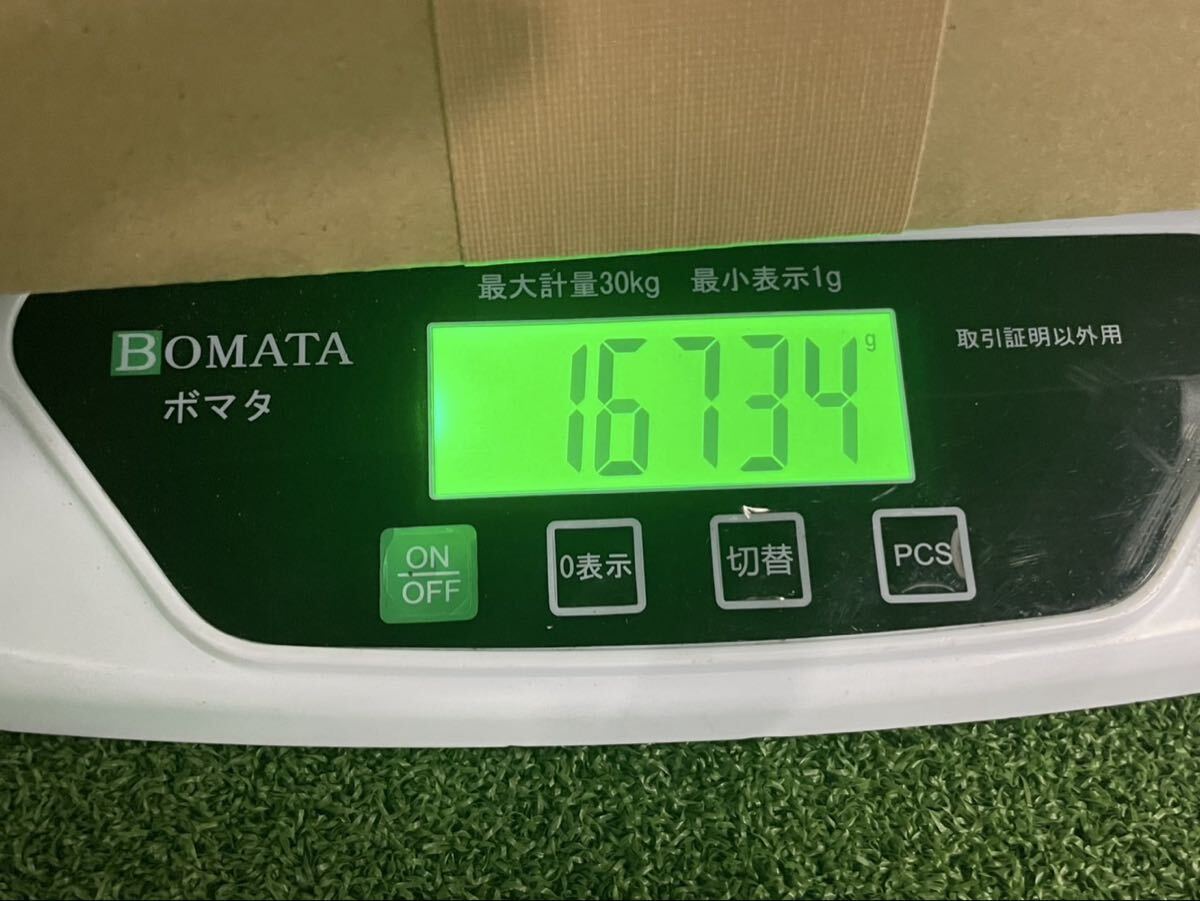 最大計量30kg 最小表示1g
BOMATA
ボマタ
16734 g
取引証明以外用
ON
OFF
0表示
切替
PCS